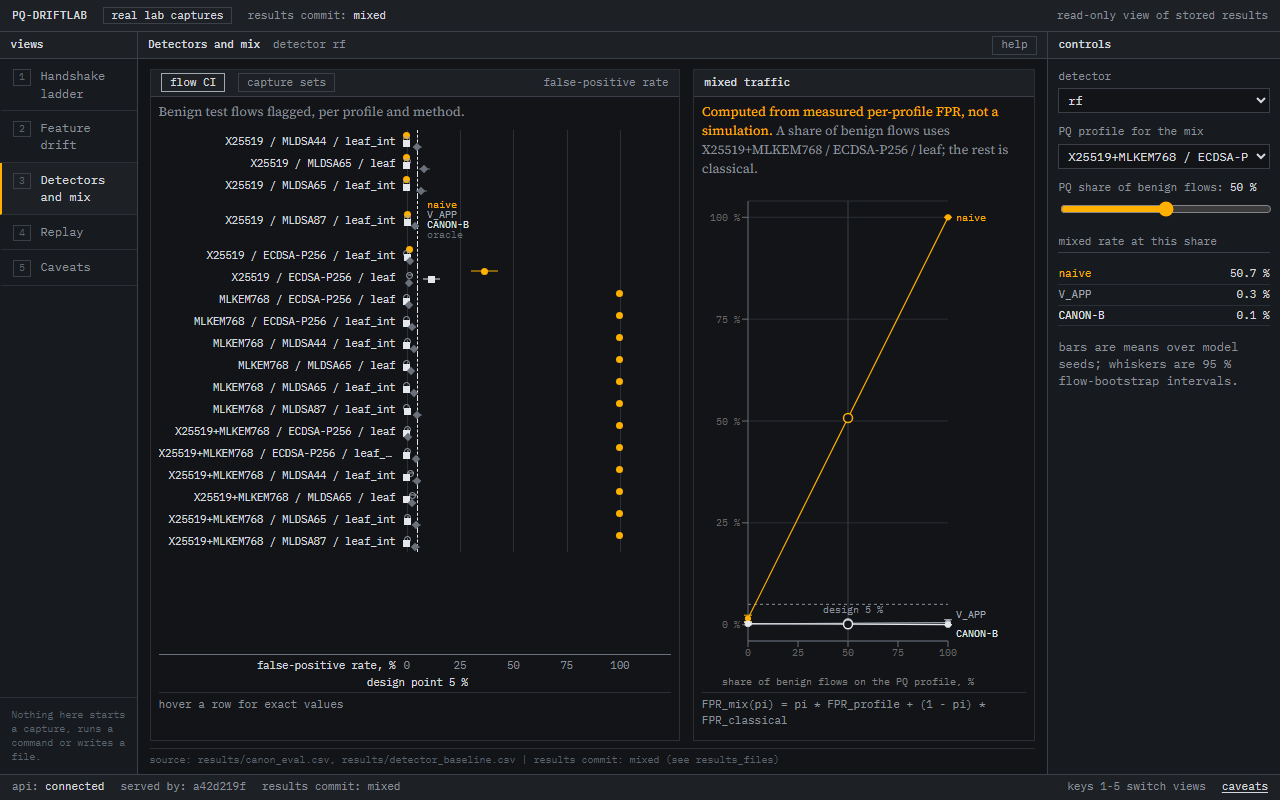 PQ-DRIFTLAB real lab captures results commit: mixed read-only view of stored results
views
1 Handshake ladder
2 Feature drift
3 Detectors and mix
4 Replay
5 Caveats
Nothing here starts
a capture, runs a
command or writes a
file.
Detectors and mix detector rf help
flow CI capture sets false-positive rate
Benign test flows flagged, per profile and method.
X25519 / MLDSA44 / leaf_int
X25519 / MLDSA65 / leaf
X25519 / MLDSA65 / leaf_int
naive
V_APP
X25519 / MLDSA87 / leaf_int
CANON-B
oracle
X25519 / ECDSA-P256 / leaf_int
X25519 / ECDSA-P256 / leaf
MLKEM768 / ECDSA-P256 / leaf
MLKEM768 / ECDSA-P256 / leaf_int
MLKEM768 / MLDSA44 / leaf_int
MLKEM768 / MLDSA65 / leaf
MLKEM768 / MLDSA65 / leaf_int
MLKEM768 / MLDSA87 / leaf_int
X25519+MLKEM768 / ECDSA-P256 / leaf
X25519+MLKEM768 / ECDSA-P256 / leaf_…
X25519+MLKEM768 / MLDSA44 / leaf_int
X25519+MLKEM768 / MLDSA65 / leaf
X25519+MLKEM768 / MLDSA65 / leaf_int
X25519+MLKEM768 / MLDSA87 / leaf_int
false-positive rate, % 0 25 50 75 100
design point 5 %
hover a row for exact values
mixed traffic
Computed from measured per-profile FPR, not a
simulation. A share of benign flows uses
X25519+MLKEM768 / ECDSA-P256 / leaf; the rest is
classical.
100 % naive
75 %
50 %
25 %
design 5 %
V_APP
0 %
CANON-B
0 25 50 75 100
share of benign flows on the PQ profile, %
FPR_mix(pi) = pi * FPR_profile + (1 - pi) *
FPR_classical
source: results/canon_eval.csv, results/detector_baseline.csv | results commit: mixed (see results_files)
controls
detector
rf
PQ profile for the mix
X25519+MLKEM768 / ECDSA-P
PQ share of benign flows: 50 %
mixed rate at this share
naive 50.7 %
V_APP 0.3 %
CANON-B 0.1 %
bars are means over model
seeds; whiskers are 95 %
flow-bootstrap intervals.
api: connected served by: a42d219f results commit: mixed keys 1-5 switch views caveats